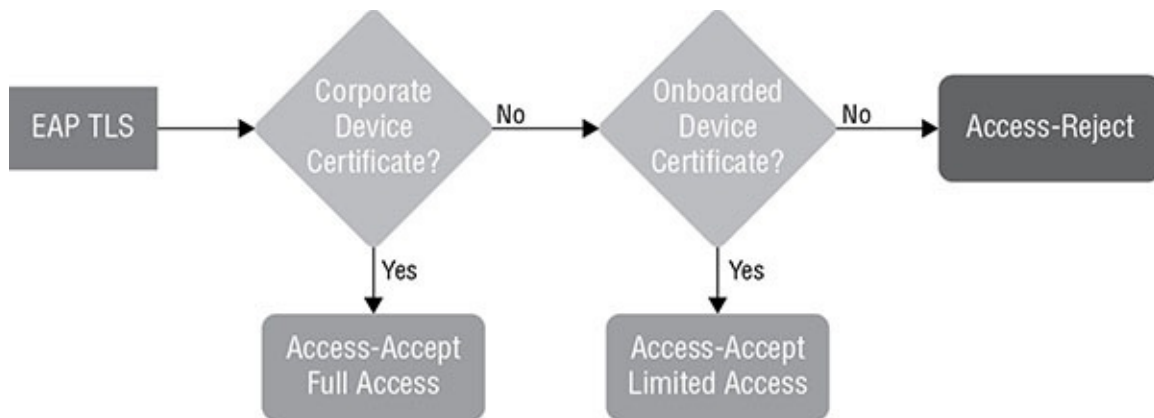 EAP TLS
Corporate
Device
Certificate?
No
Onboarded
Device
Certificate?
No
Access-Reject
Yes
Yes
Access-Accept
Full Access
Access-Accept
Limited Access